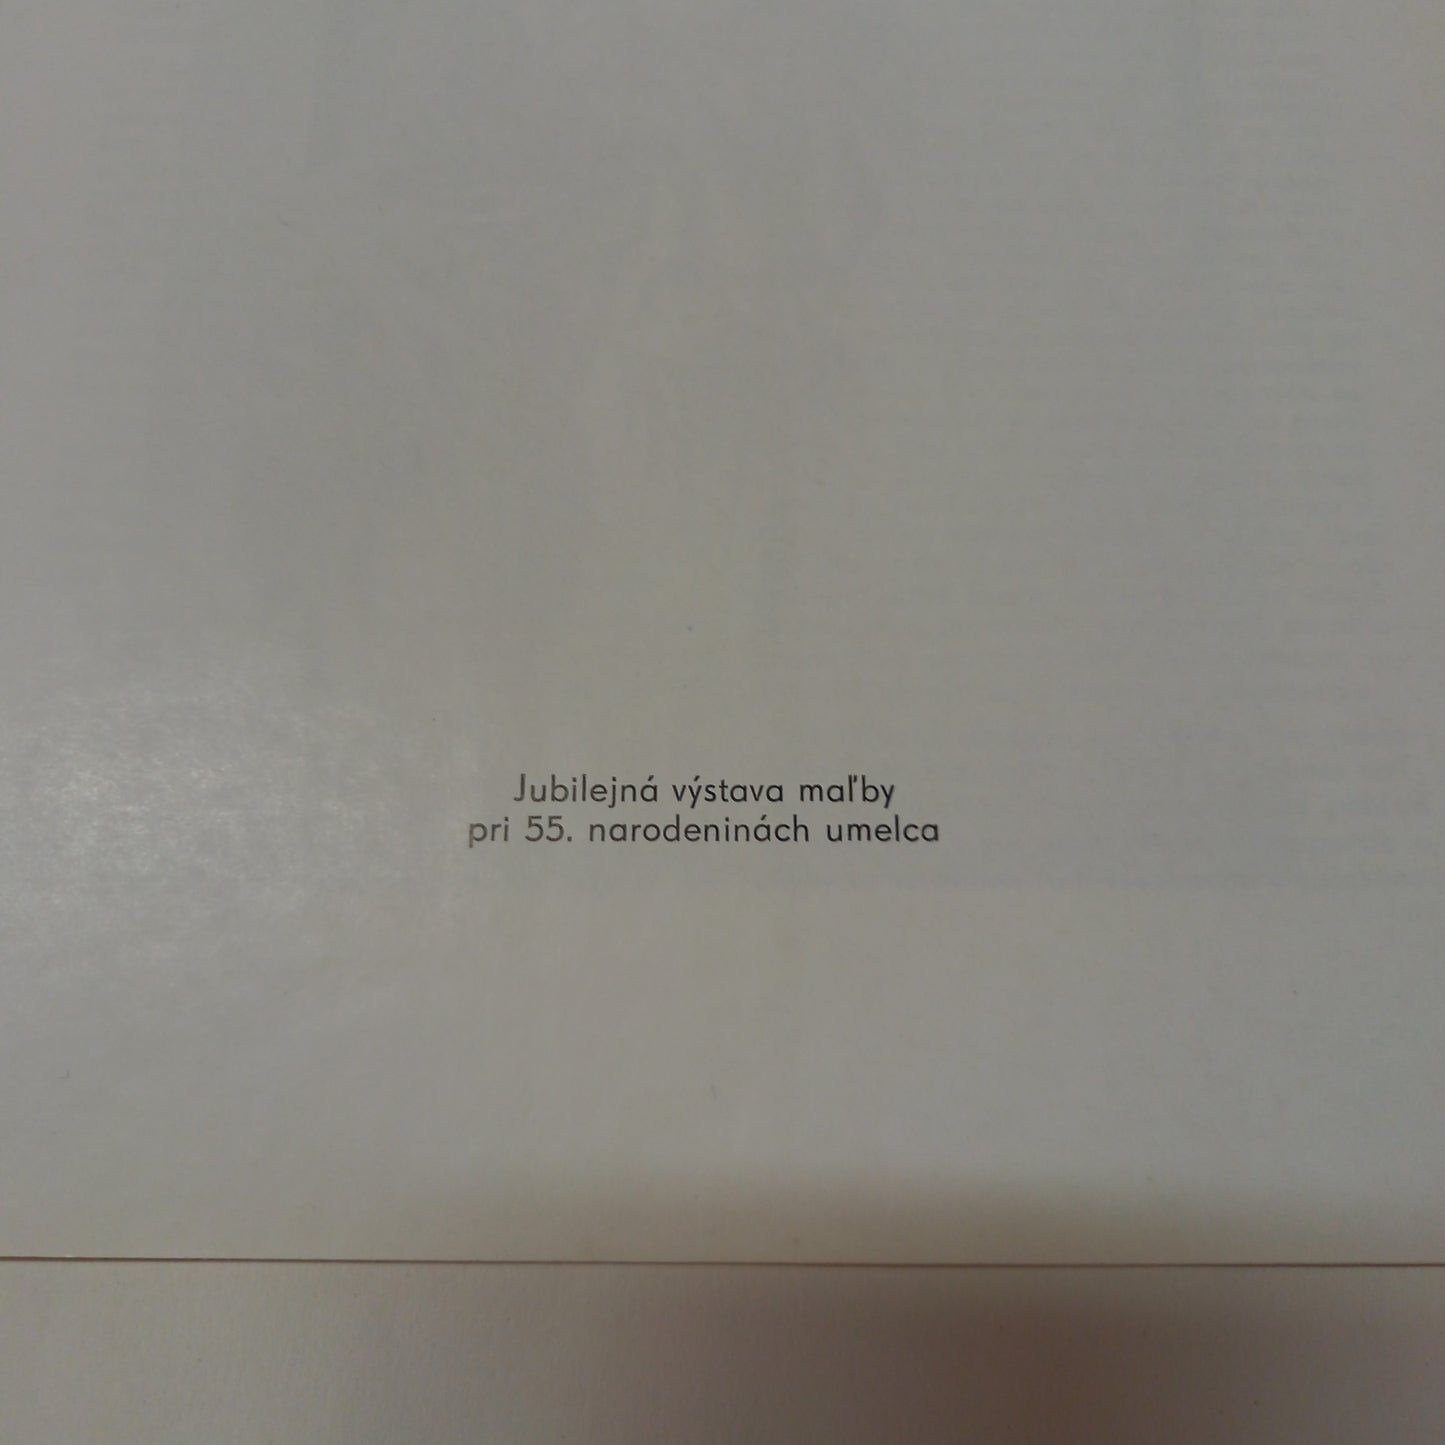 Jubilejná výstava maľby
pri 55. narodeninách umelca